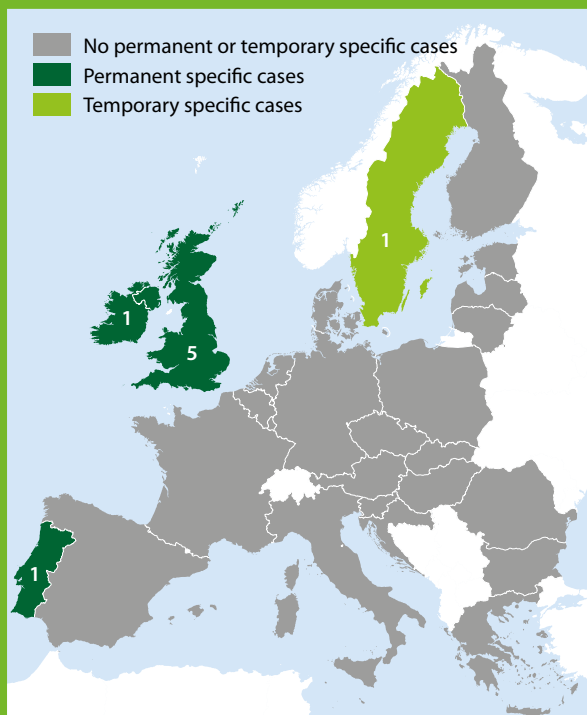 No permanent or temporary specific cases
Permanent specific cases
Temporary specific cases
1
1
5
1